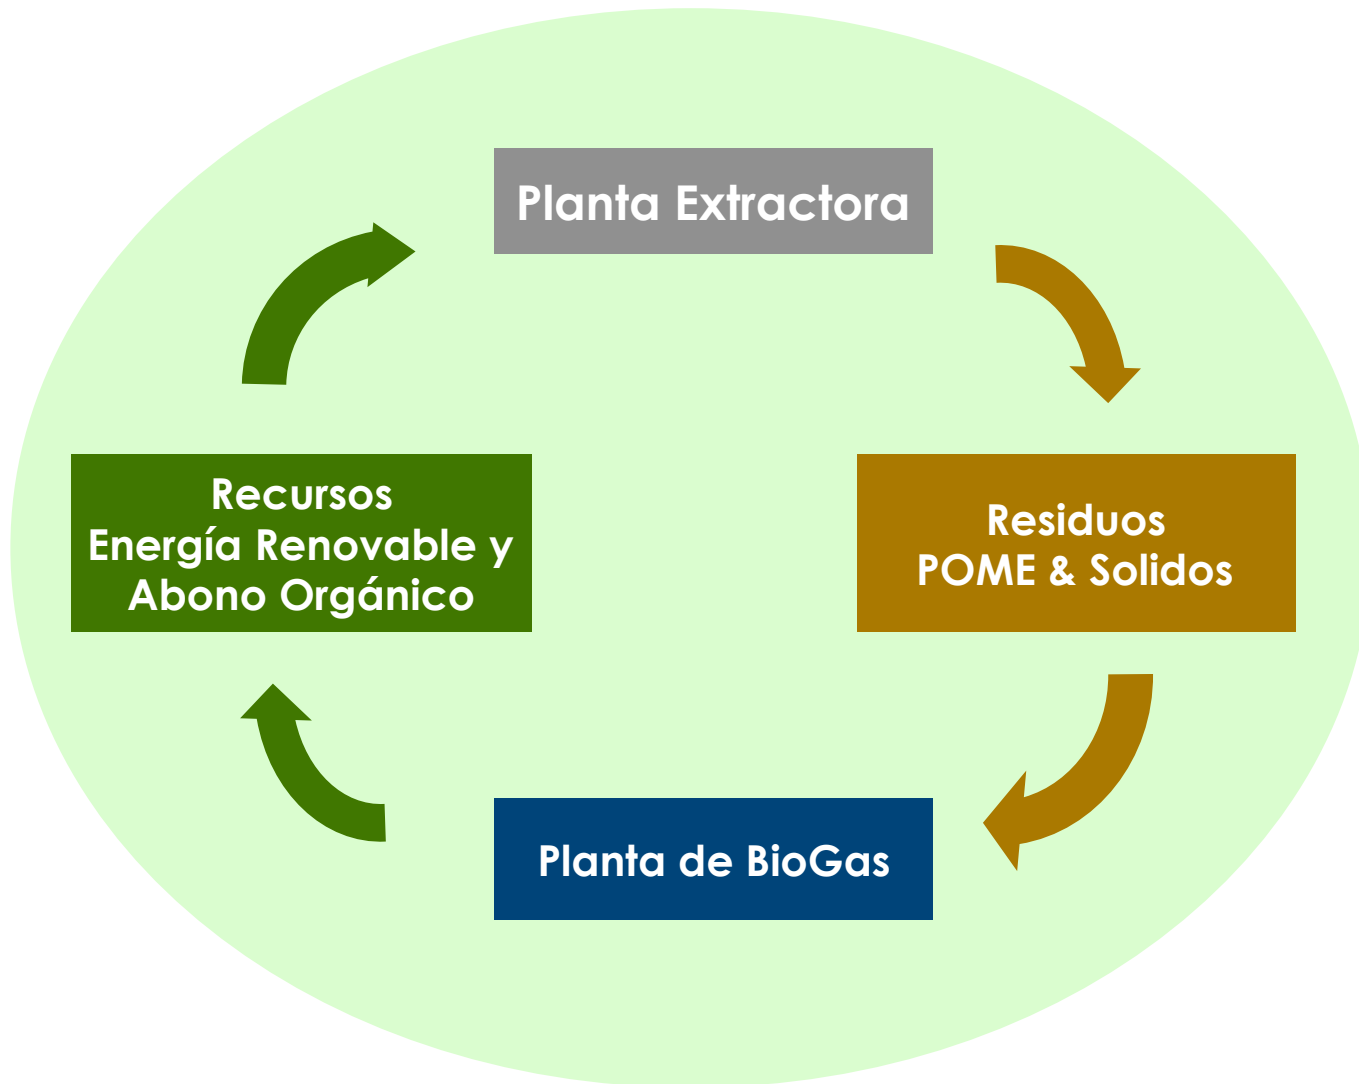 Planta Extractora
Recursos
Energía Renovable y
Abono Orgánico
Residuos
POME & Solidos
Planta de BioGas